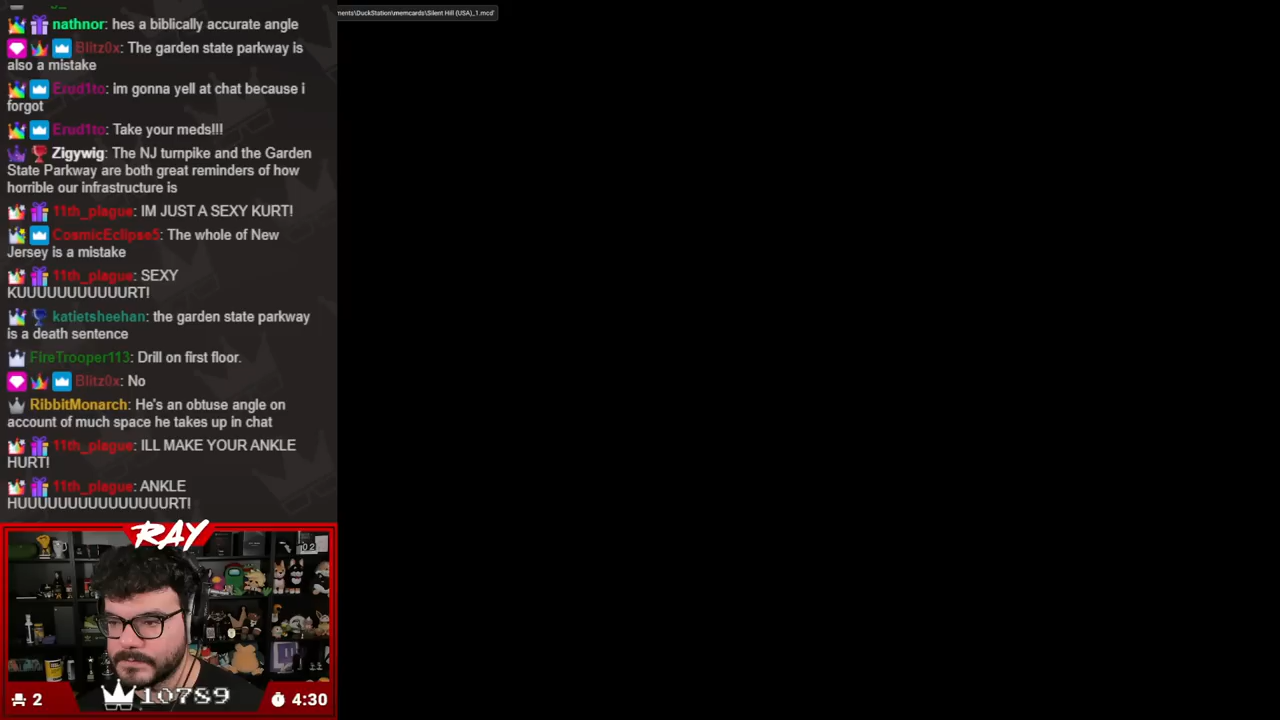 ments\DuckStation\memcards\Silent Hill (USA)_1.mcd'
nathnor: hes a biblically accurate angle
Blitz0x: The garden state parkway is
also a mistake
Erud1to: im gonna yell at chat because i
forgot
Erud1to: Take your meds!!!
Zigywig: The NJ turnpike and the Garden
State Parkway are both great reminders of how
horrible our infrastructure is
11th_plague: IM JUST A SEXY KURT!
CosmicEclipse5: The whole of New
Jersey is a mistake
11th_plague: SEXY
KUUUUUUUUUUURT!
katietsheehan: the garden state parkway
is a death sentence
FIreTrooper113: Drill on first floor.
Blitz0x: No
RibbitMonarch: He's an obtuse angle on
account of much space he takes up in chat
11th_plague: ILL MAKE YOUR ANKLE
HURT!
11th_plague: ANKLE
HUUUUUUUUUUUUUUURT!
RAY
2
10789
4:30